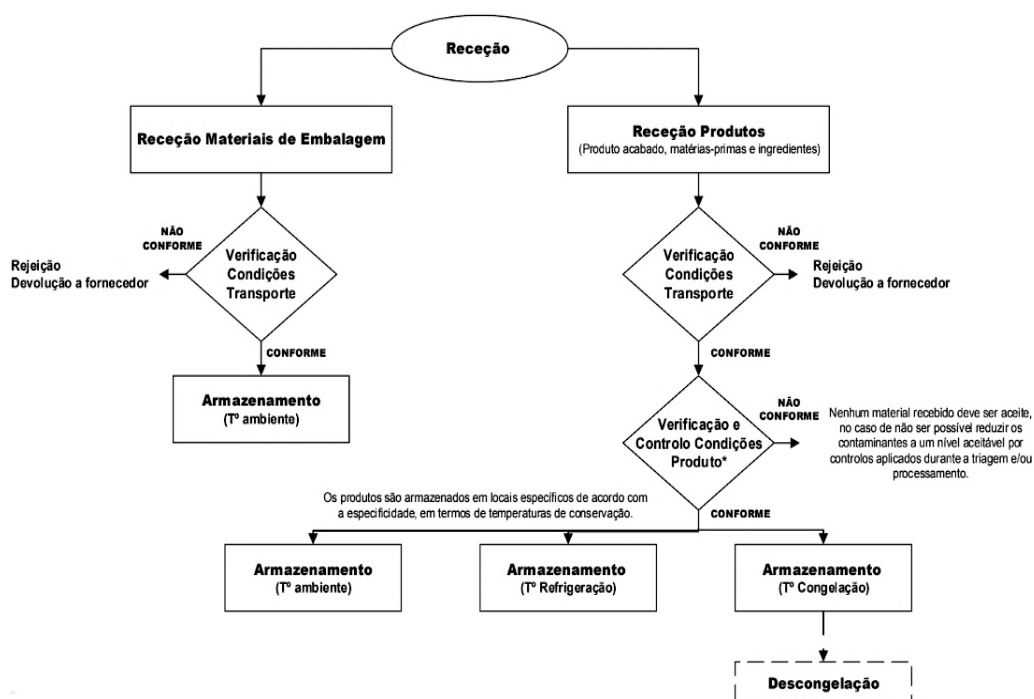 Receção
Receção Materiais de Embalagem
Receção Produtos
(Produto acabado, matérias-primas e ingredientes)
NÃO
CONFORME
Verificação
Condições
Transporte
Rejeição
Devolução a fornecedor
CONFORME
Armazenamento
(Tº ambiente)
Verificação
Condições
Transporte
NÃO
CONFORME
Rejeição
Devolução a fornecedor
CONFORME
Verificação e
Controlo Condições
Produto*
NÃO
CONFORME
Nenhum material recebido deve ser aceite,
no caso de não ser possível reduzir os
contaminantes a um nível aceitável por
controlos aplicados durante a triagem e/ou
processamento.
Os produtos são armazenados em locais específicos de acordo com
a especificidade, em termos de temperaturas de conservação.
CONFORME
Armazenamento
(Tº ambiente)
Armazenamento
(Tº Refrigeração)
Armazenamento
(Tº Congelação)
Descongelação